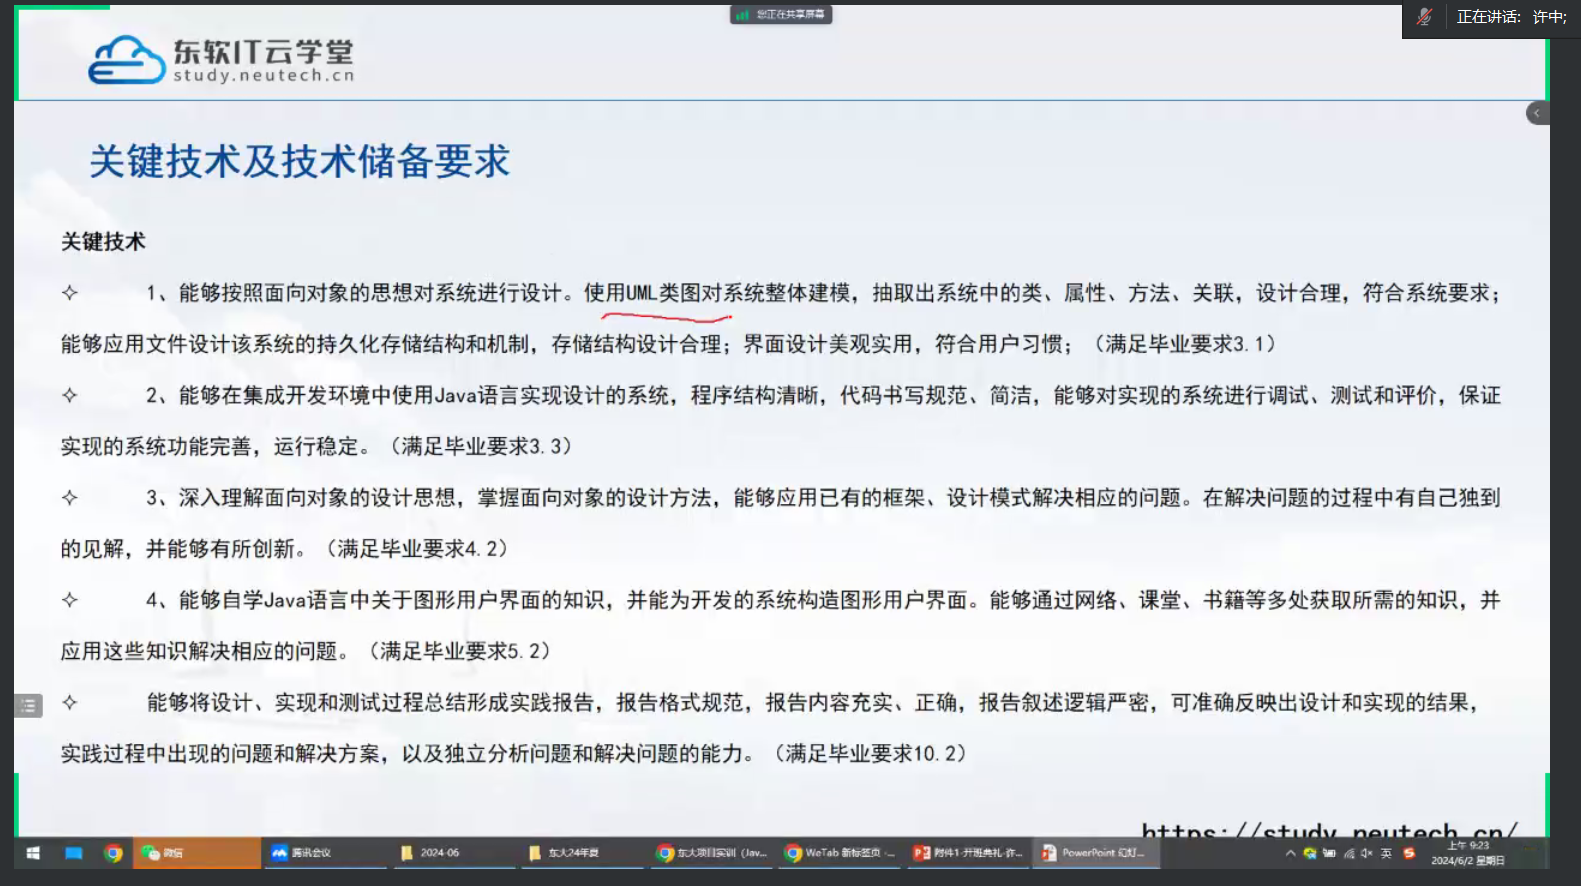 您正在共享屏幕
正在讲话: 许中;
东软IT云学堂
study.neutech.cn
关键技术及技术储备要求
关键技术
✧ 1、能够按照面向对象的思想对系统进行设计。使用UML类图对系统整体建模，抽取出系统中的类、属性、方法、关联，设计合理，符合系统要求；
能够应用文件设计该系统的持久化存储结构和机制，存储结构设计合理；界面设计美观实用，符合用户习惯；（满足毕业要求3.1）
✧ 2、能够在集成开发环境中使用Java语言实现设计的系统，程序结构清晰，代码书写规范、简洁，能够对实现的系统进行调试、测试和评价，保证
实现的系统功能完善，运行稳定。（满足毕业要求3.3）
✧ 3、深入理解面向对象的设计思想，掌握面向对象的设计方法，能够应用已有的框架、设计模式解决相应的问题。在解决问题的过程中有自己独到
的见解，并能够有所创新。（满足毕业要求4.2）
✧ 4、能够自学Java语言中关于图形用户界面的知识，并能为开发的系统构造图形用户界面。能够通过网络、课堂、书籍等多处获取所需的知识，并
应用这些知识解决相应的问题。（满足毕业要求5.2）
✧ 能够将设计、实现和测试过程总结形成实践报告，报告格式规范，报告内容充实、正确，报告叙述逻辑严密，可准确反映出设计和实现的结果，
实践过程中出现的问题和解决方案，以及独立分析问题和解决问题的能力。（满足毕业要求10.2）
https://study.neutech.cn/
微信 腾讯会议 2024-06 东大24年夏 东大项目实训（Jav... WeTab 新标签页 -... 附件1-开班典礼-许... PowerPoint 幻灯... 英 上午 9:23
2024/6/2 星期日